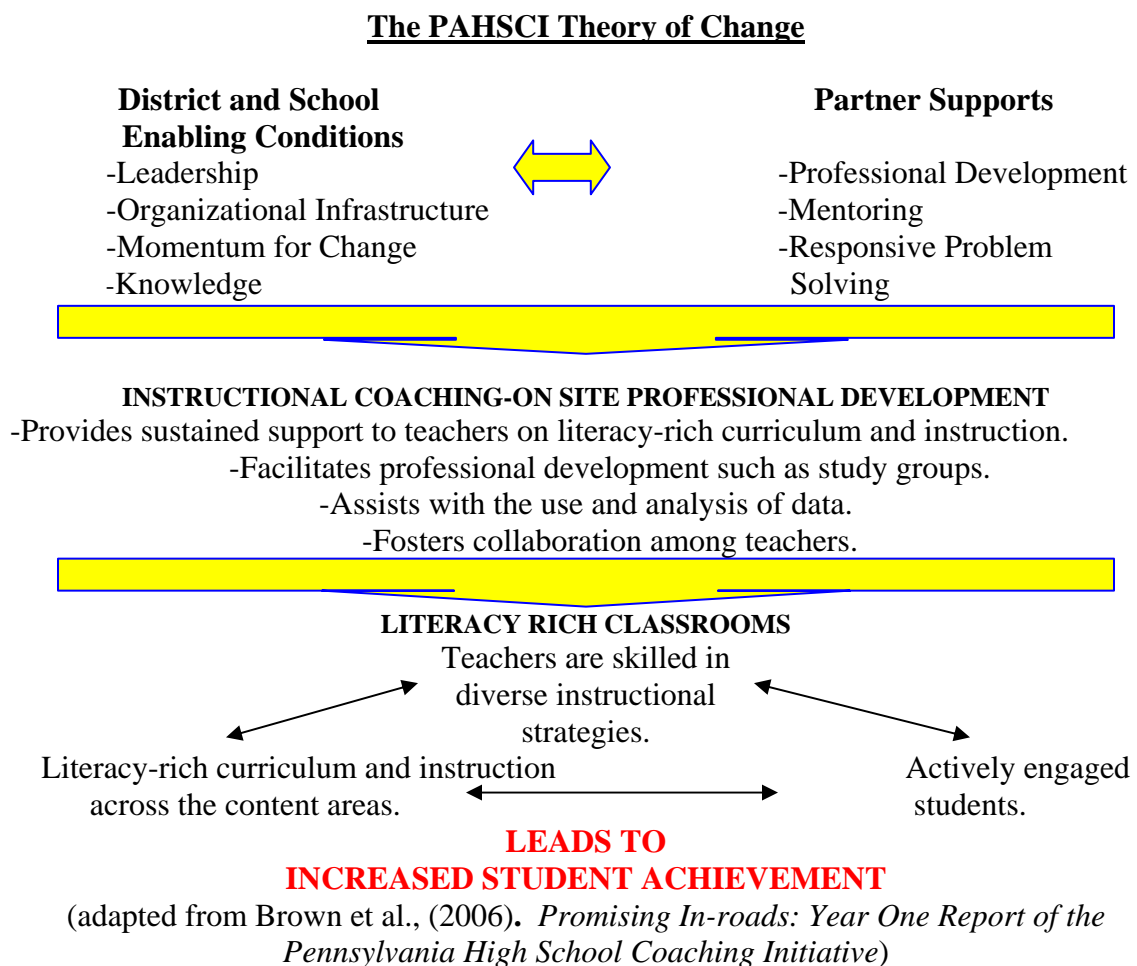 The PAHSCI Theory of Change
District and School
Enabling Conditions
-Leadership
-Organizational Infrastructure
-Momentum for Change
-Knowledge
Partner Supports
-Professional Development
-Mentoring
-Responsive Problem
Solving
INSTRUCTIONAL COACHING-ON SITE PROFESSIONAL DEVELOPMENT
-Provides sustained support to teachers on literacy-rich curriculum and instruction.
-Facilitates professional development such as study groups.
-Assists with the use and analysis of data.
-Fosters collaboration among teachers.
LITERACY RICH CLASSROOMS
Teachers are skilled in
diverse instructional
strategies.
Literacy-rich curriculum and instruction
across the content areas.
Actively engaged
students.
LEADS TO
INCREASED STUDENT ACHIEVEMENT
(adapted from Brown et al., (2006). Promising In-roads: Year One Report of the
Pennsylvania High School Coaching Initiative)